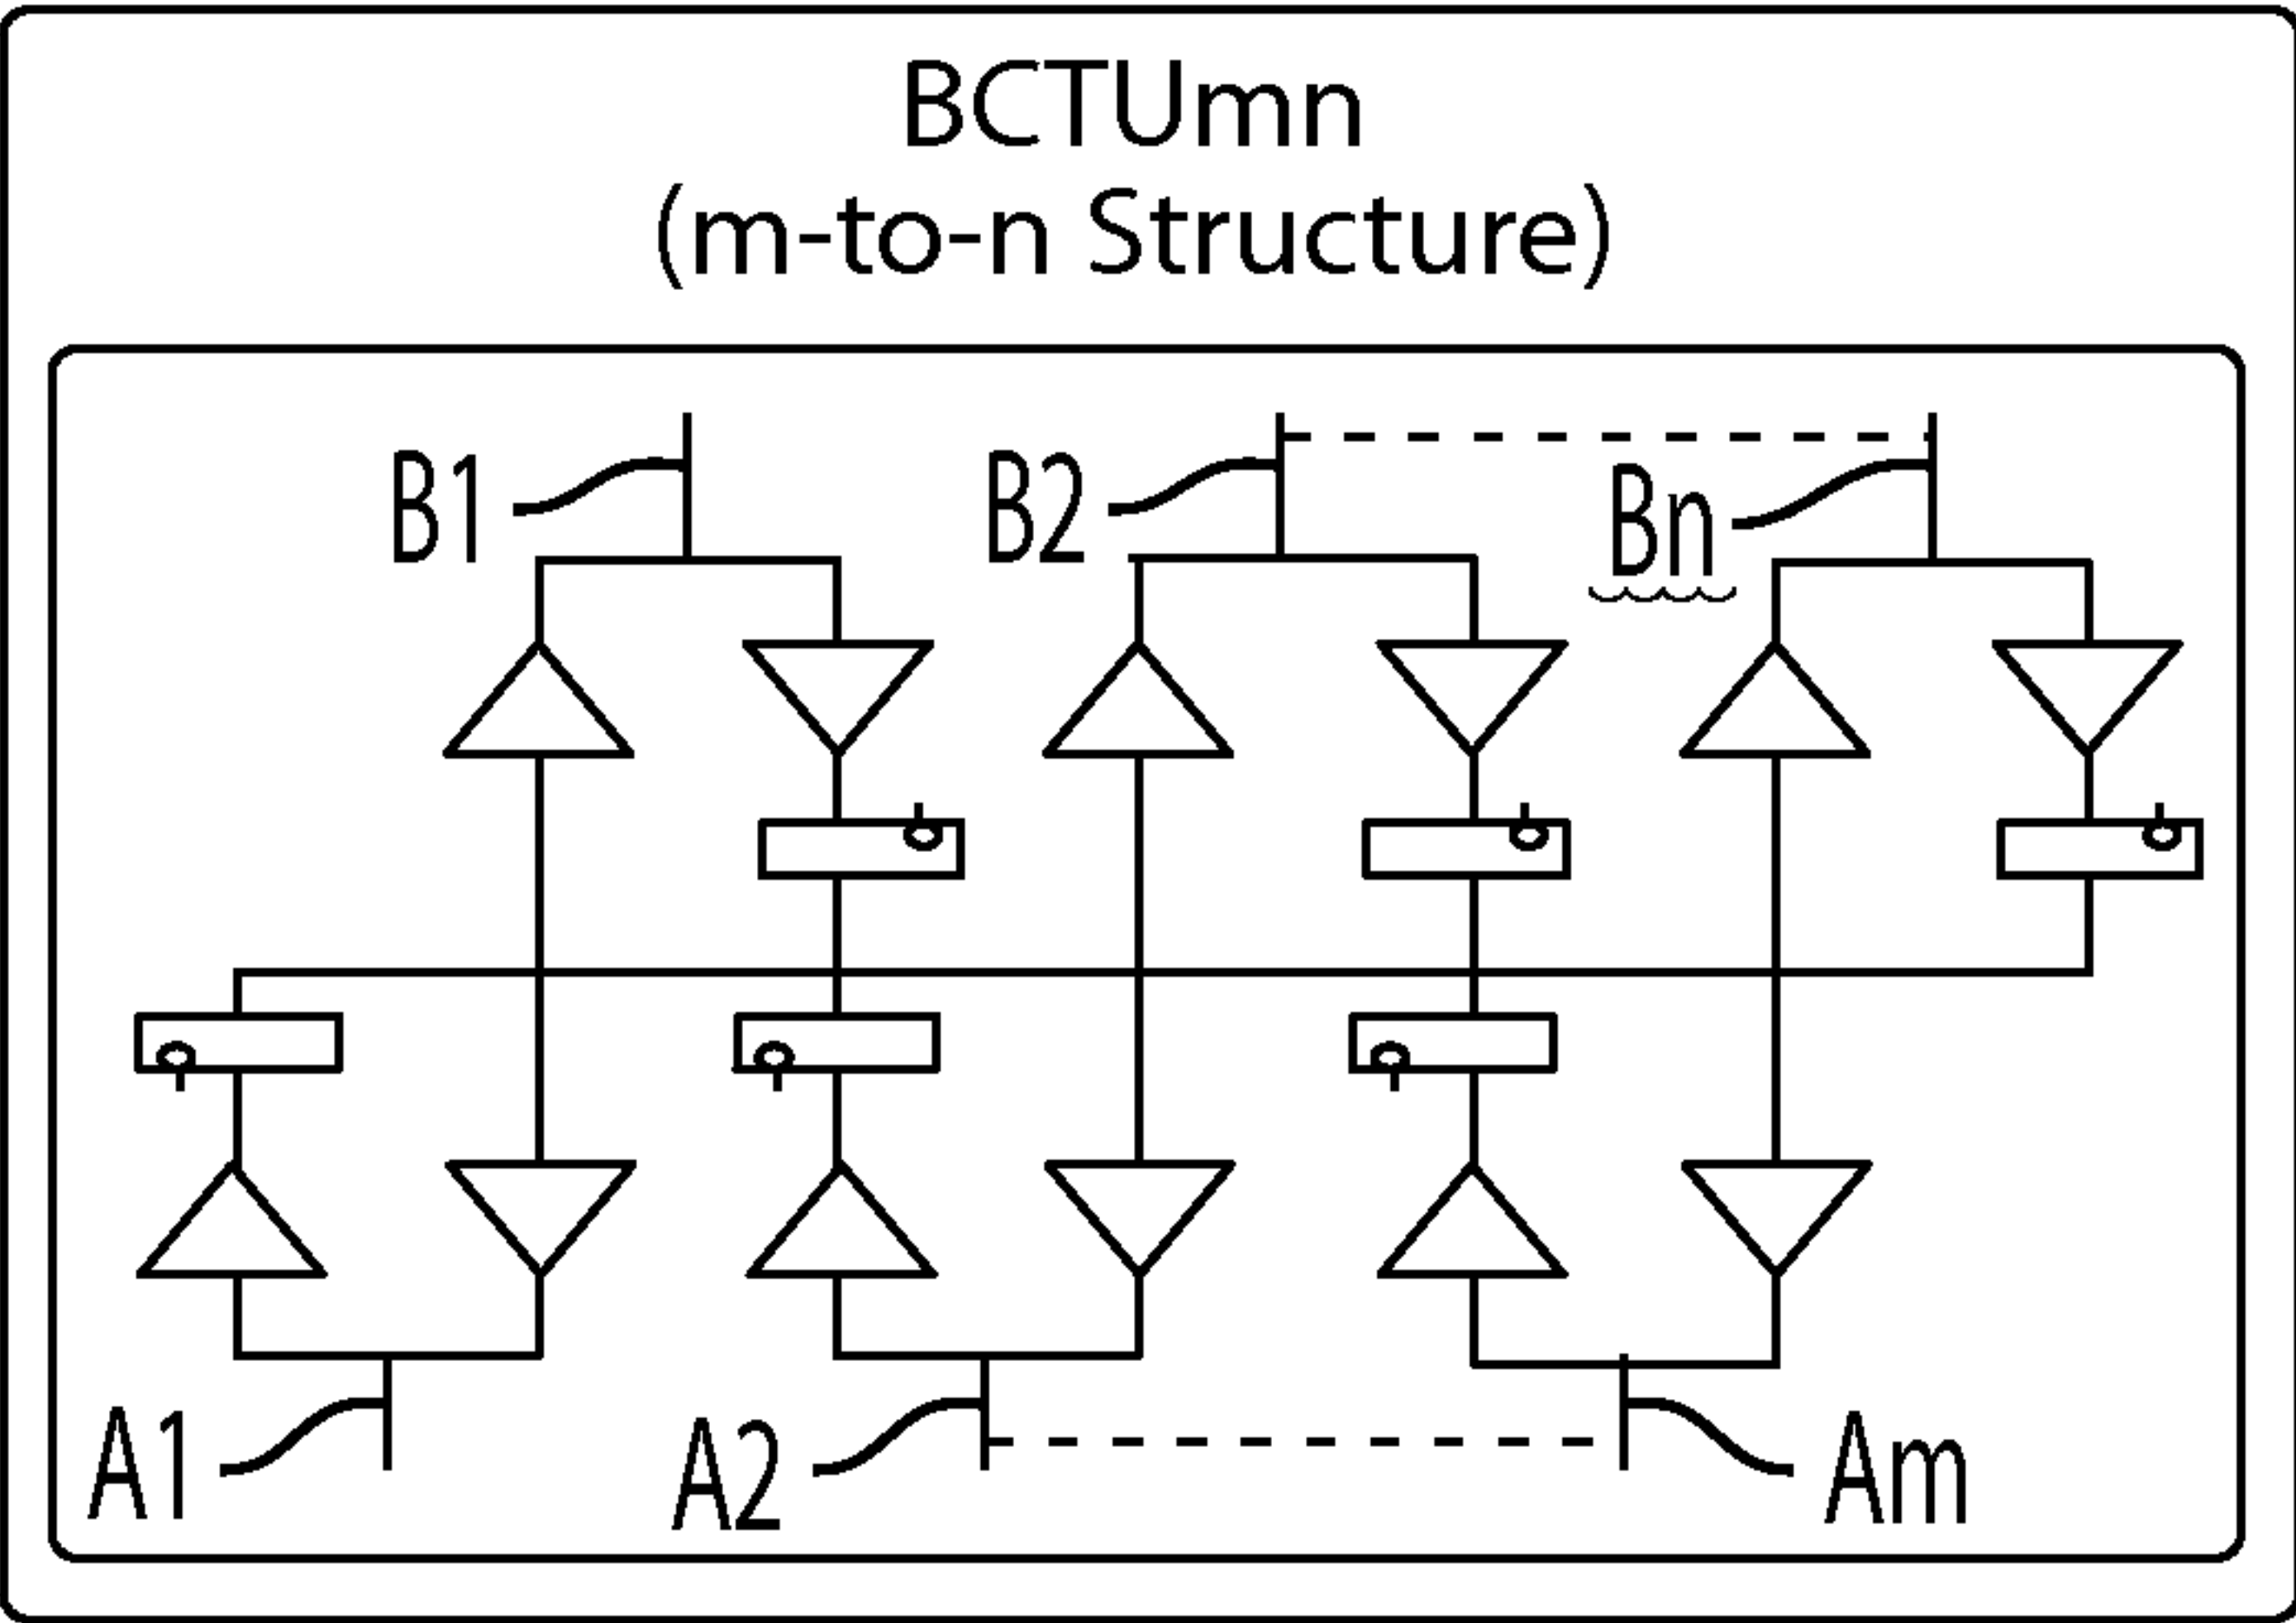 BCTUmn
(m-to-n Structure)
B1
B2
Bn
A1
A2
Am